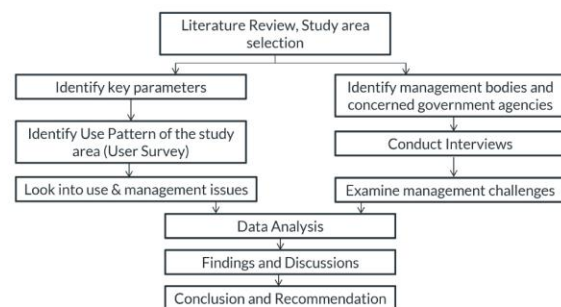 Literature Review, Study area
selection
Identify key parameters
Identify management bodies and
concerned government agencies
Identify Use Pattern of the study
area (User Survey)
Conduct Interviews
Look into use & management issues
Examine management challenges
Data Analysis
Findings and Discussions
Conclusion and Recommendation